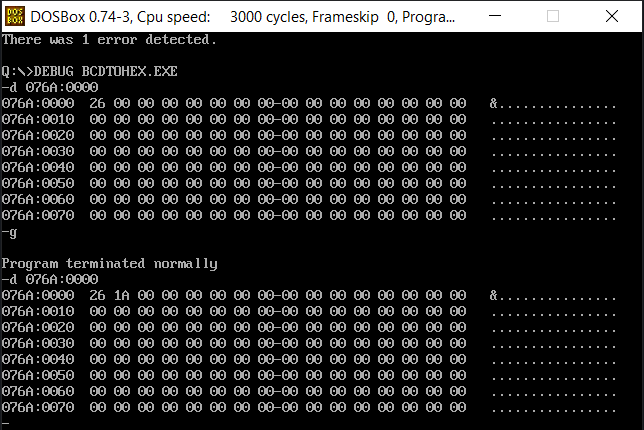 DOS BOX DOSBox 0.74-3, Cpu speed: 3000 cycles, Frameskip 0, Progra...
There was 1 error detected.
Q:\>DEBUG BCDTOHEX.EXE
-d 076A:0000
076A:0000 26 00 00 00 00 00 00 00-00 00 00 00 00 00 00 00 &...............
076A:0010 00 00 00 00 00 00 00 00-00 00 00 00 00 00 00 00 ................
076A:0020 00 00 00 00 00 00 00 00-00 00 00 00 00 00 00 00 ................
076A:0030 00 00 00 00 00 00 00 00-00 00 00 00 00 00 00 00 ................
076A:0040 00 00 00 00 00 00 00 00-00 00 00 00 00 00 00 00 ................
076A:0050 00 00 00 00 00 00 00 00-00 00 00 00 00 00 00 00 ................
076A:0060 00 00 00 00 00 00 00 00-00 00 00 00 00 00 00 00 ................
076A:0070 00 00 00 00 00 00 00 00-00 00 00 00 00 00 00 00 ................
-g
Program terminated normally
-d 076A:0000
076A:0000 26 1A 00 00 00 00 00 00-00 00 00 00 00 00 00 00 &...............
076A:0010 00 00 00 00 00 00 00 00-00 00 00 00 00 00 00 00 ................
076A:0020 00 00 00 00 00 00 00 00-00 00 00 00 00 00 00 00 ................
076A:0030 00 00 00 00 00 00 00 00-00 00 00 00 00 00 00 00 ................
076A:0040 00 00 00 00 00 00 00 00-00 00 00 00 00 00 00 00 ................
076A:0050 00 00 00 00 00 00 00 00-00 00 00 00 00 00 00 00 ................
076A:0060 00 00 00 00 00 00 00 00-00 00 00 00 00 00 00 00 ................
076A:0070 00 00 00 00 00 00 00 00-00 00 00 00 00 00 00 00 ................
-